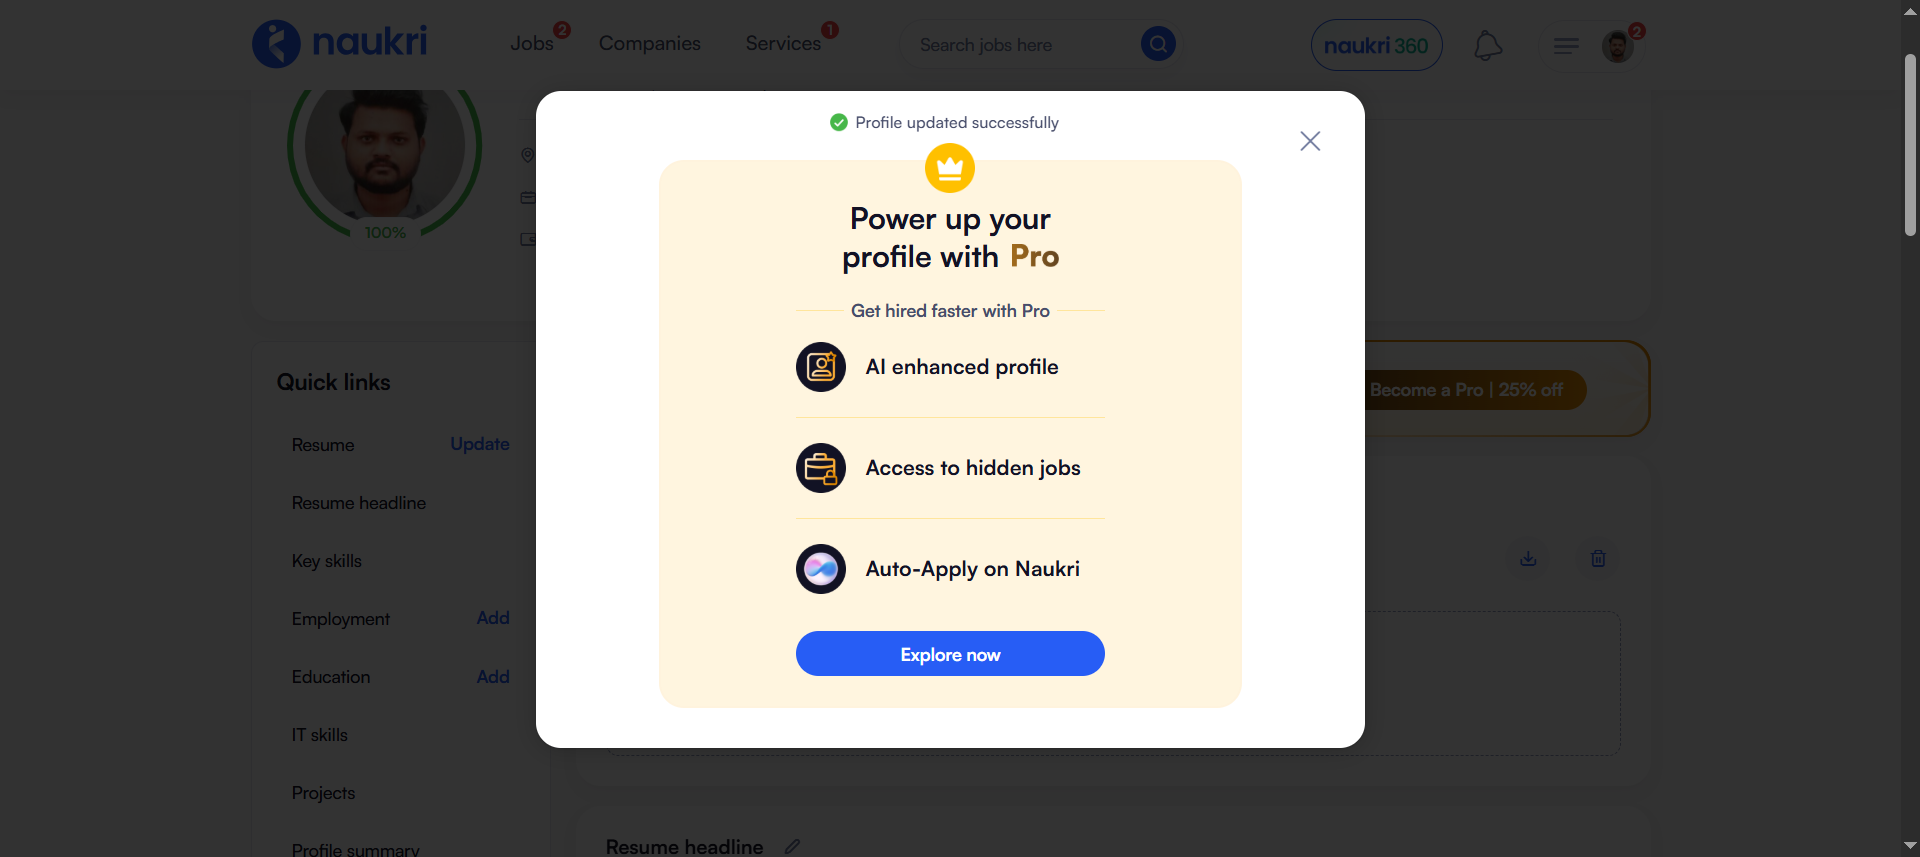 naukri
Jobs 2
Companies
Services 1
Search jobs here
naukri 360
2
Profile updated successfully
100%
Power up your
profile with Pro
Get hired faster with Pro
AI enhanced profile
Access to hidden jobs
Auto-Apply on Naukri
Explore now
Become a Pro | 25% off
Quick links
Resume Update
Resume headline
Key skills
Employment Add
Education Add
IT skills
Projects
Profile summary
Resume headline